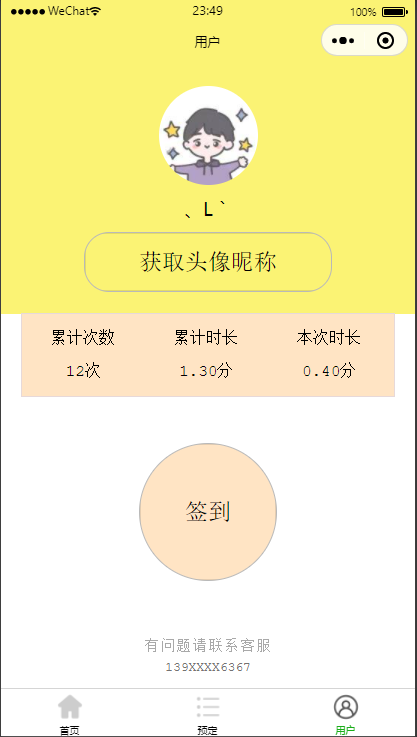 WeChat 23:49 100%
用户
、L`
获取头像昵称
累计次数 累计时长 本次时长
12次 1.30分 0.40分
签到
有问题请联系客服
139XXXX6367
首页 预定 用户